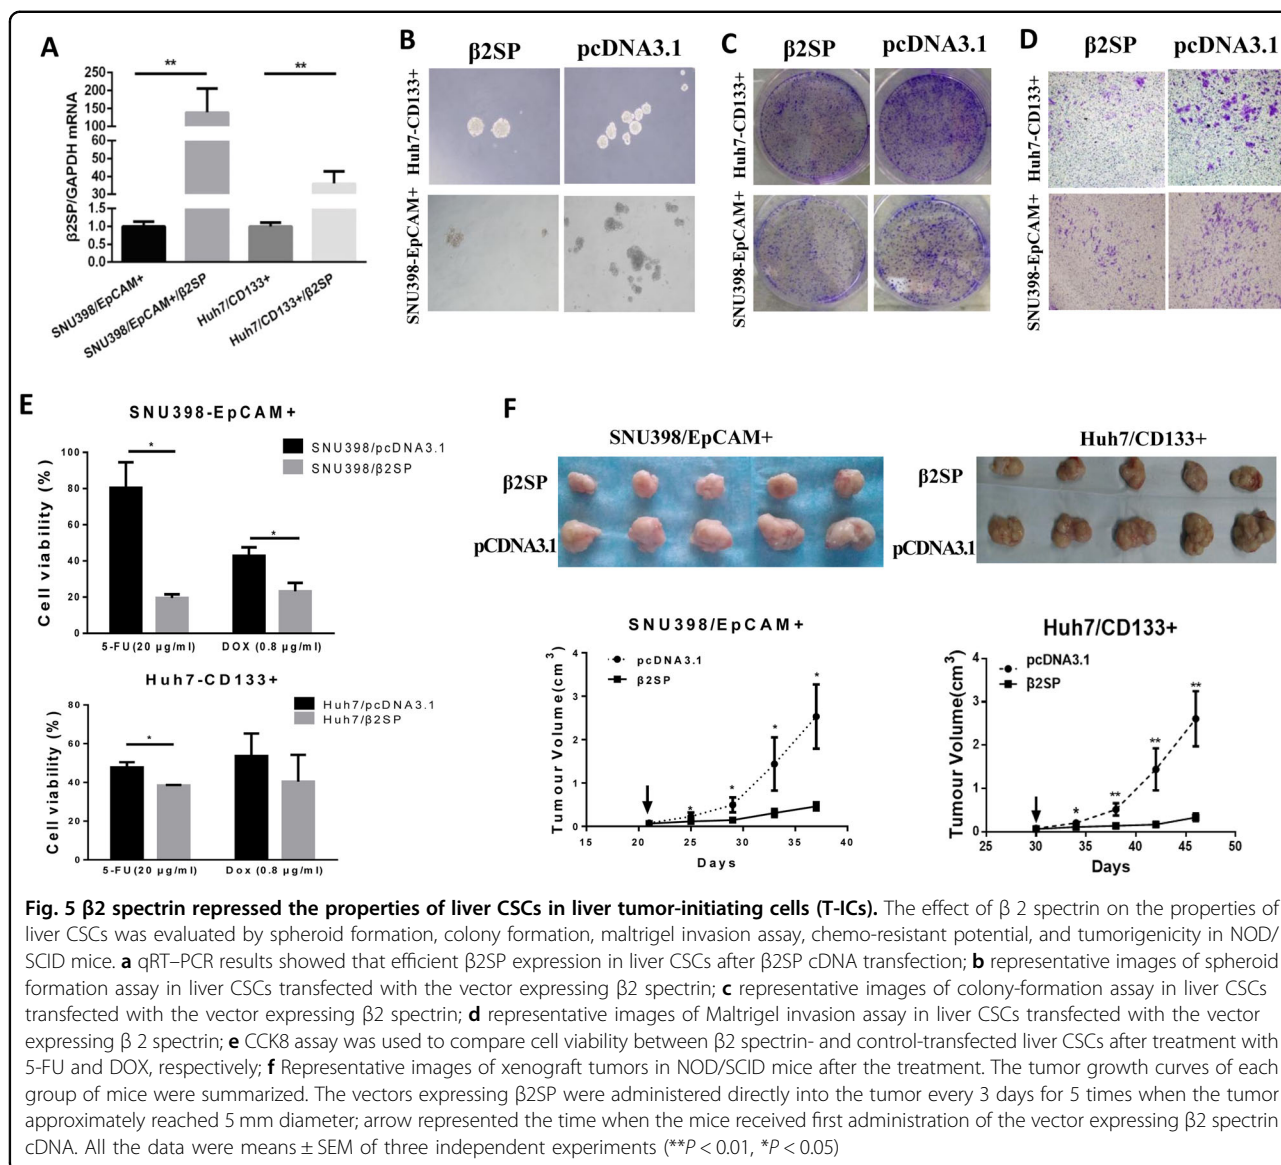 A
β2SP/GAPDH mRNA
**
**
250
200
150
100
60
50
40
30
1.5
1.0
0.5
0.0
SNU398/EpCAM+
SNU398/EpCAM+/β2SP
Huh7/CD133+
Huh7/CD133+/β2SP
B
β2SP
pcDNA3.1
Huh7-CD133+
SNU398-EpCAM+
C
β2SP
pcDNA3.1
Huh7-CD133+
SNU398-EpCAM+
D
β2SP
pcDNA3.1
Huh7-CD133+
SNU398-EpCAM+
E
SNU398-EpCAM+
SNU398/pcDNA3.1
SNU398/β2SP
Cell viability (%)
100
80
60
40
20
0
*
*
5-FU(20 μg/ml)
DOX (0.8 μg/ml)
Huh7-CD133+
Huh7/pcDNA3.1
Huh7/β2SP
Cell viability (%)
80
60
40
20
0
*
5-FU (20 μg/ml)
Dox (0.8 μg/ml)
F
SNU398/EpCAM+
β2SP
pCDNA3.1
Huh7/CD133+
β2SP
pCDNA3.1
SNU398/EpCAM+
pcDNA3.1
β2SP
Tumour Volume(cm³)
4
3
2
1
0
* * * *
15 20 25 30 35 40
Days
Huh7/CD133+
pcDNA3.1
β2SP
Tumour Volume(cm³)
4
3
2
1
0
* ** ** **
25 30 35 40 45 50
Days
Fig. 5 β2 spectrin repressed the properties of liver CSCs in liver tumor-initiating cells (T-ICs). The effect of β 2 spectrin on the properties of
liver CSCs was evaluated by spheroid formation, colony formation, maltrigel invasion assay, chemo-resistant potential, and tumorigenicity in NOD/
SCID mice. a qRT–PCR results showed that efficient β2SP expression in liver CSCs after β2SP cDNA transfection; b representative images of spheroid
formation assay in liver CSCs transfected with the vector expressing β2 spectrin; c representative images of colony-formation assay in liver CSCs
transfected with the vector expressing β2 spectrin; d representative images of Maltrigel invasion assay in liver CSCs transfected with the vector
expressing β 2 spectrin; e CCK8 assay was used to compare cell viability between β2 spectrin- and control-transfected liver CSCs after treatment with
5-FU and DOX, respectively; f Representative images of xenograft tumors in NOD/SCID mice after the treatment. The tumor growth curves of each
group of mice were summarized. The vectors expressing β2SP were administered directly into the tumor every 3 days for 5 times when the tumor
approximately reached 5 mm diameter; arrow represented the time when the mice received first administration of the vector expressing β2 spectrin
cDNA. All the data were means ± SEM of three independent experiments (**P < 0.01, *P < 0.05)